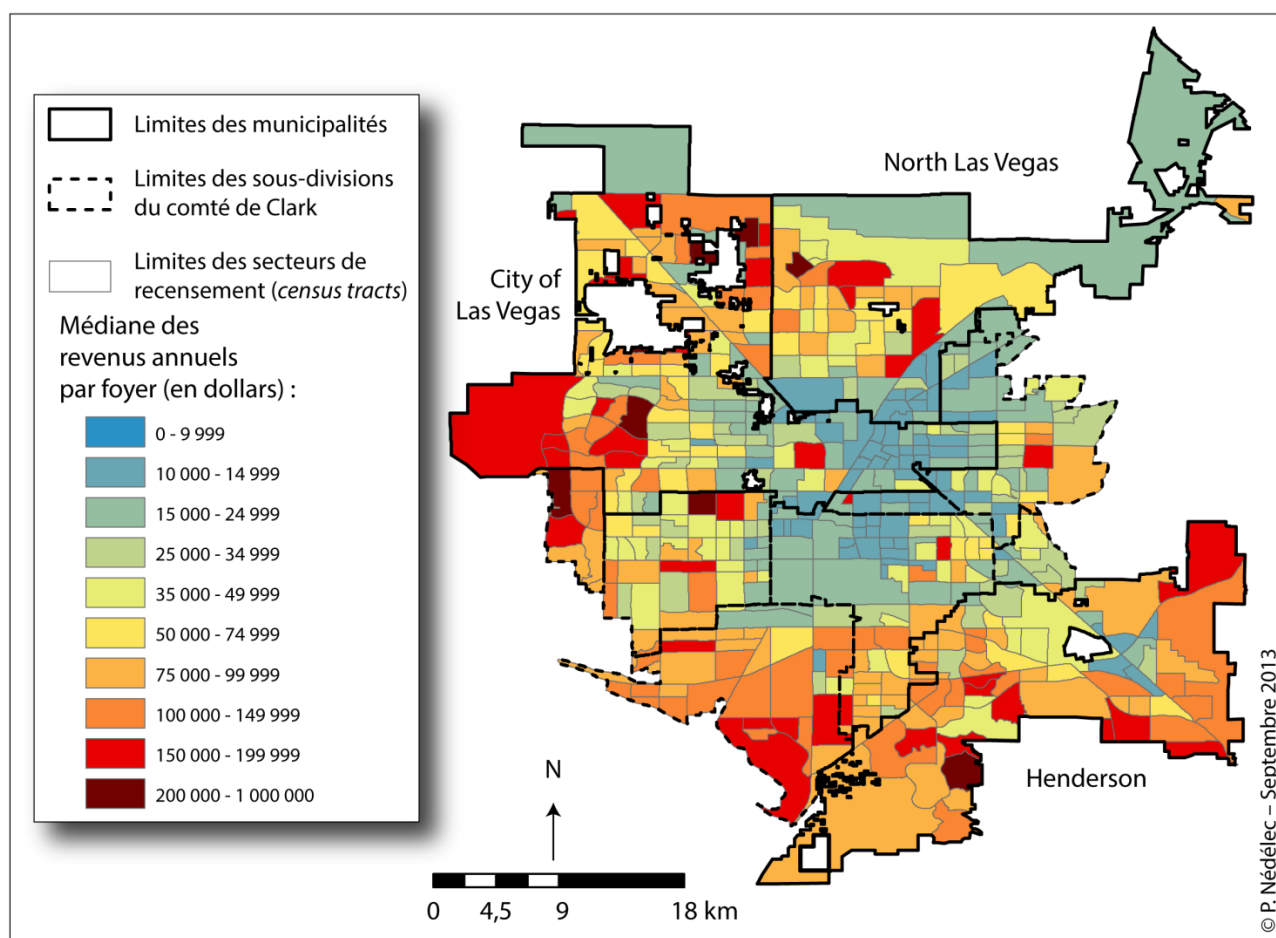 Limites des municipalités
Limites des sous-divisions
du comté de Clark
Limites des secteurs de
recensement (census tracts)
Médiane des
revenus annuels
par foyer (en dollars) :
0 - 9 999
10 000 - 14 999
15 000 - 24 999
25 000 - 34 999
35 000 - 49 999
50 000 - 74 999
75 000 - 99 999
100 000 - 149 999
150 000 - 199 999
200 000 - 1 000 000
North Las Vegas
City of
Las Vegas
Henderson
N
0 4,5 9 18 km
© P. Nédélec – Septembre 2013